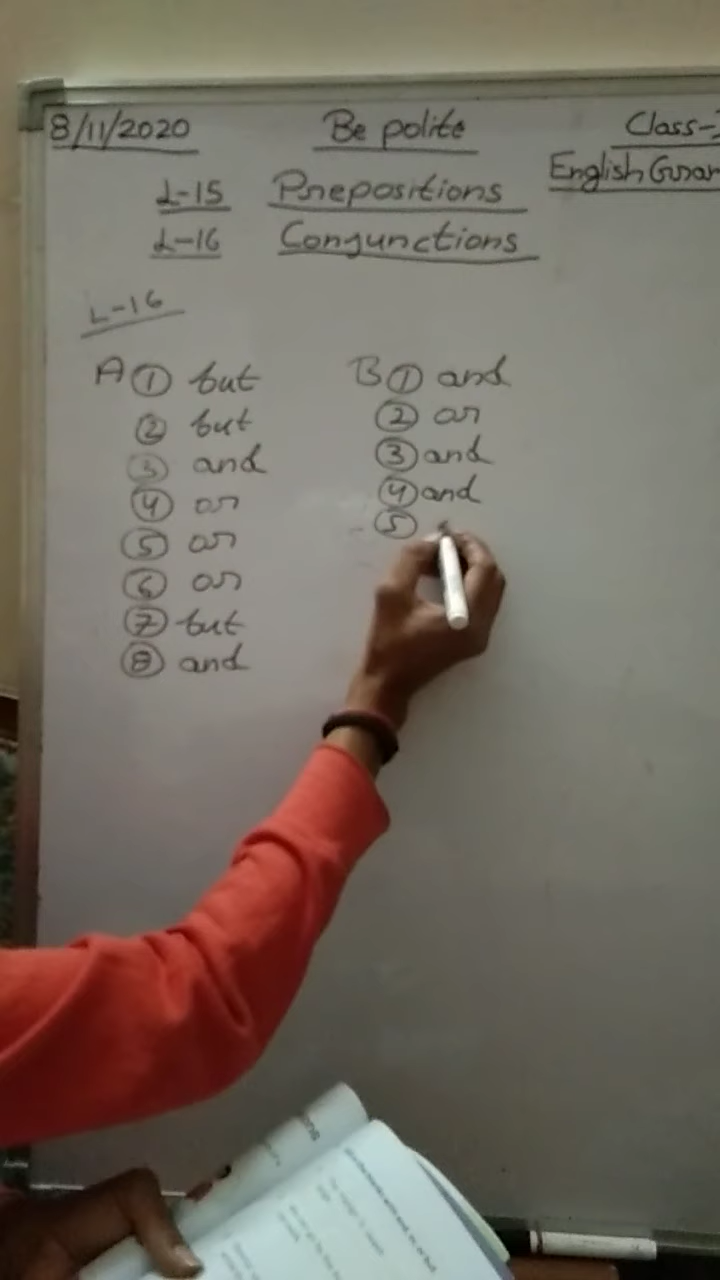 8/11/2020 Be polite Class-
L-15 Prepositions English Gram
L-16 Conjunctions
L-16
A ① but B ① and
② but ② or
③ and ③ and
④ or ④ and
⑤ or ⑤
⑥ or
⑦ but
⑧ and